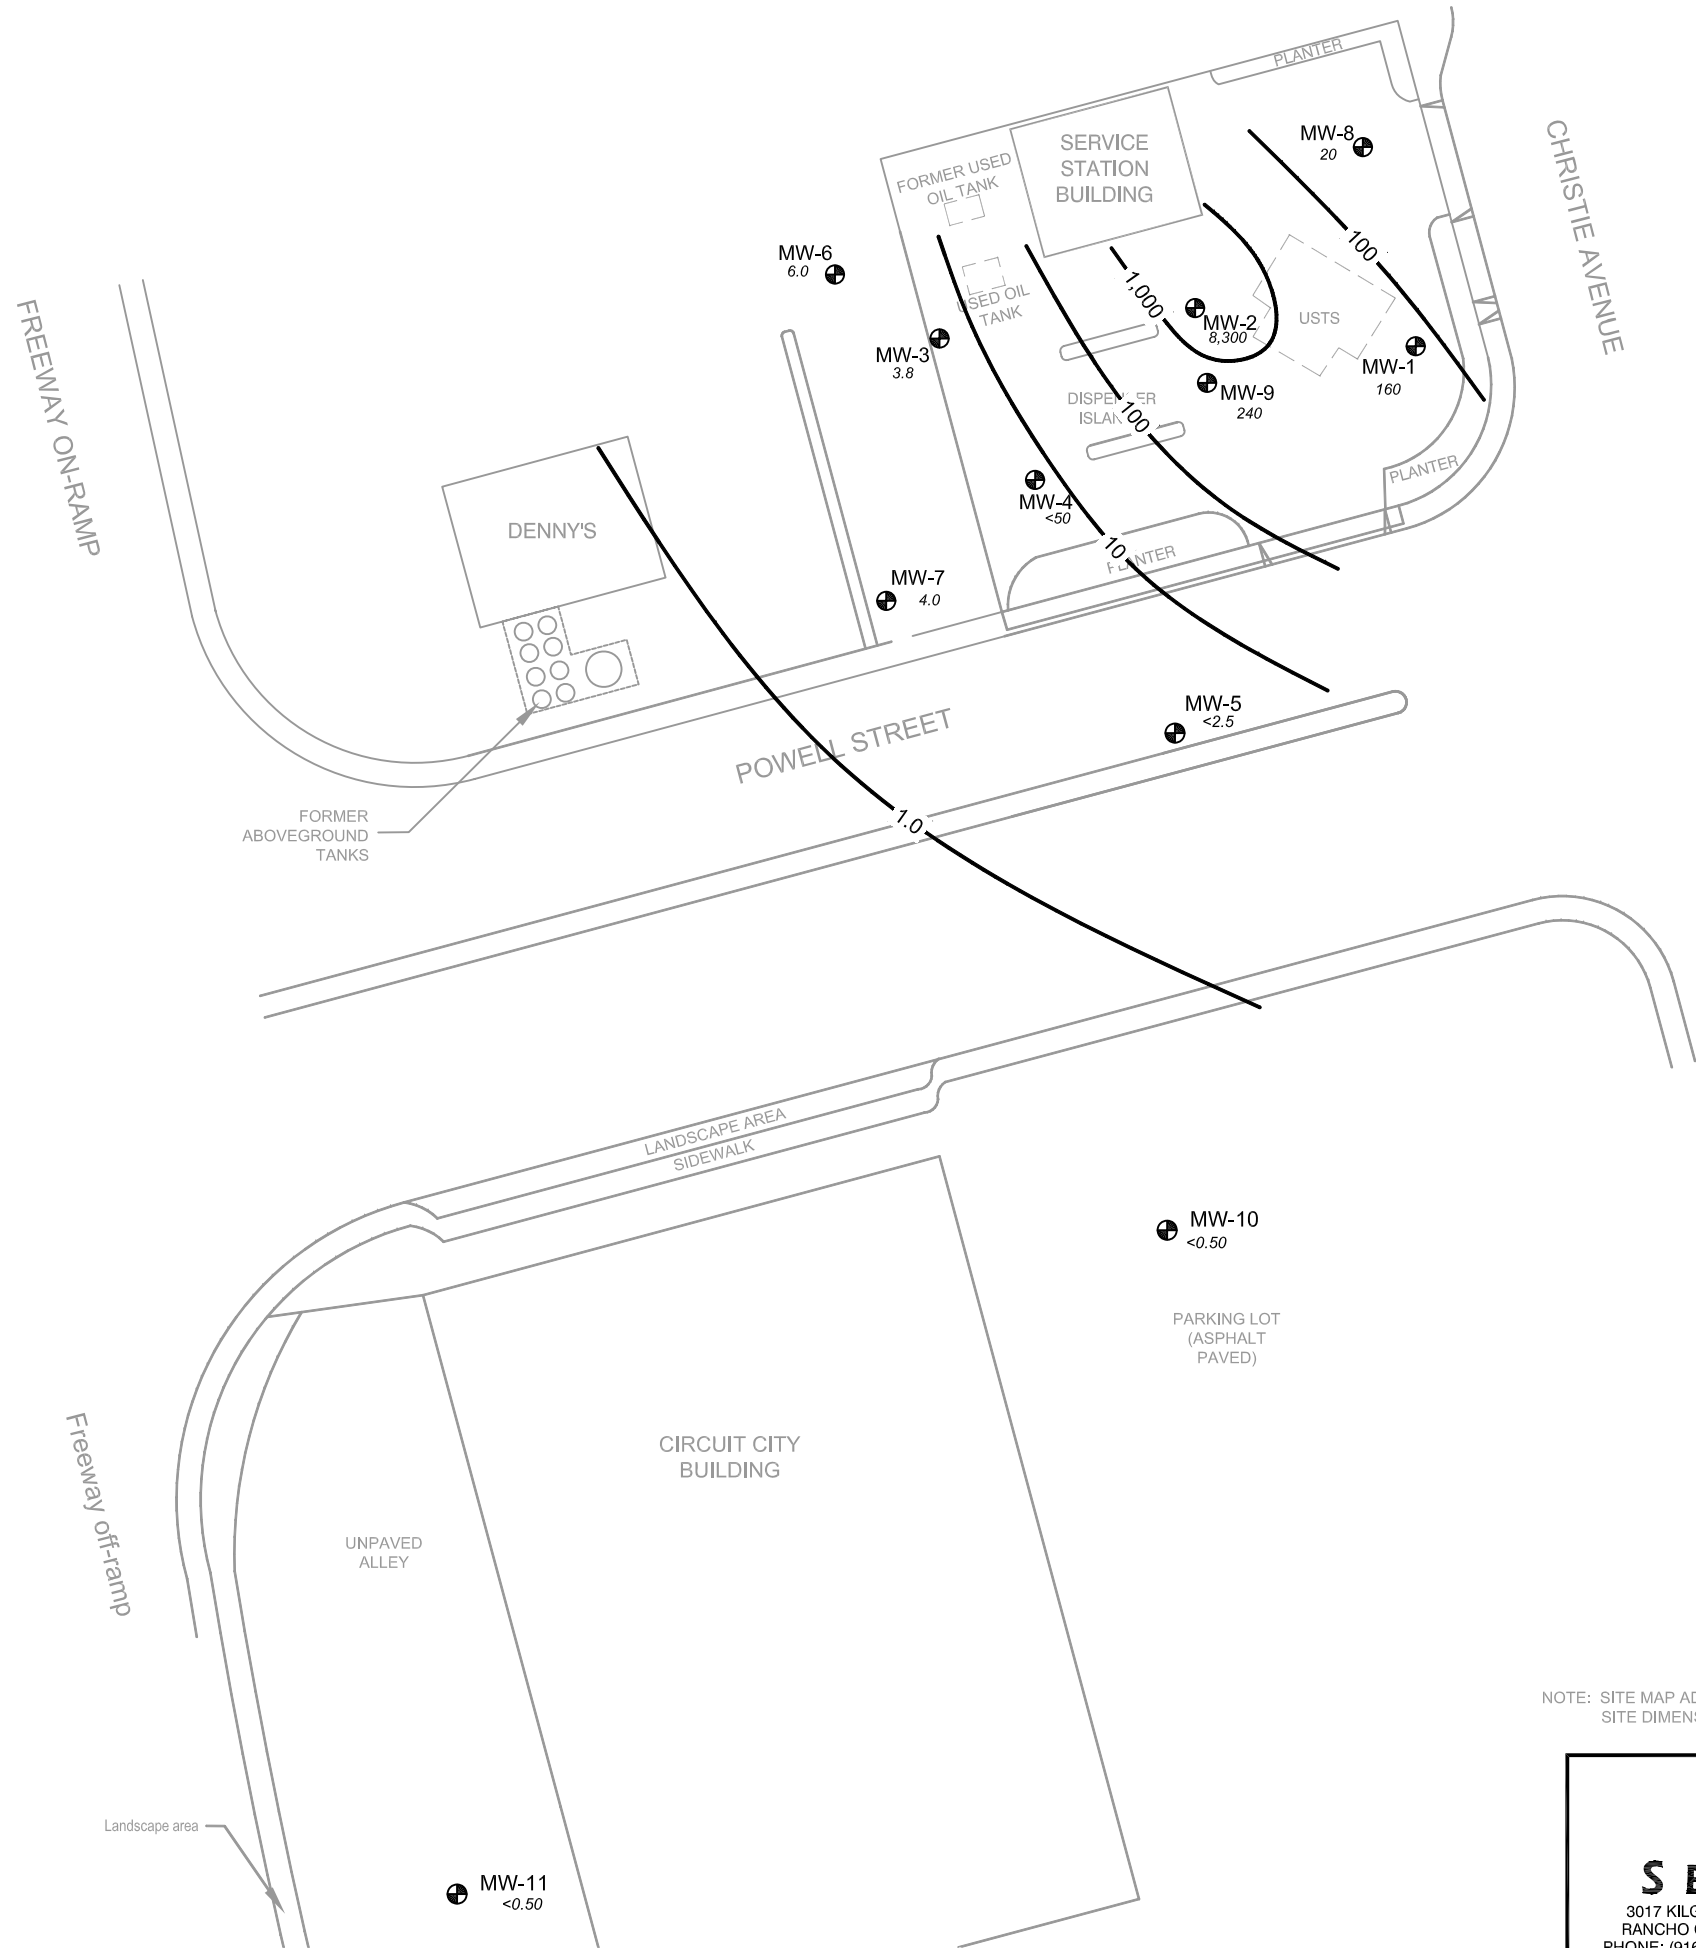 PLANTER
MW-8
20
CHRISTIE AVENUE
SERVICE
STATION
BUILDING
FORMER USED
OIL TANK
100
MW-6
6.0
USED OIL
TANK
1,000
MW-2
8,300
USTS
MW-3
3.8
MW-1
160
MW-9
240
DISPENSER
ISLAND
100
FREEWAY ON-RAMP
PLANTER
MW-4
<50
DENNY'S
10
PLANTER
MW-7
4.0
MW-5
<2.5
POWELL STREET
1.0
FORMER
ABOVEGROUND
TANKS
LANDSCAPE AREA
SIDEWALK
MW-10
<0.50
PARKING LOT
(ASPHALT
PAVED)
CIRCUIT CITY
BUILDING
Freeway off-ramp
UNPAVED
ALLEY
NOTE: SITE MAP AD
SITE DIMENS
Landscape area
MW-11
<0.50
S E
3017 KILG
RANCHO
PHONE: (916